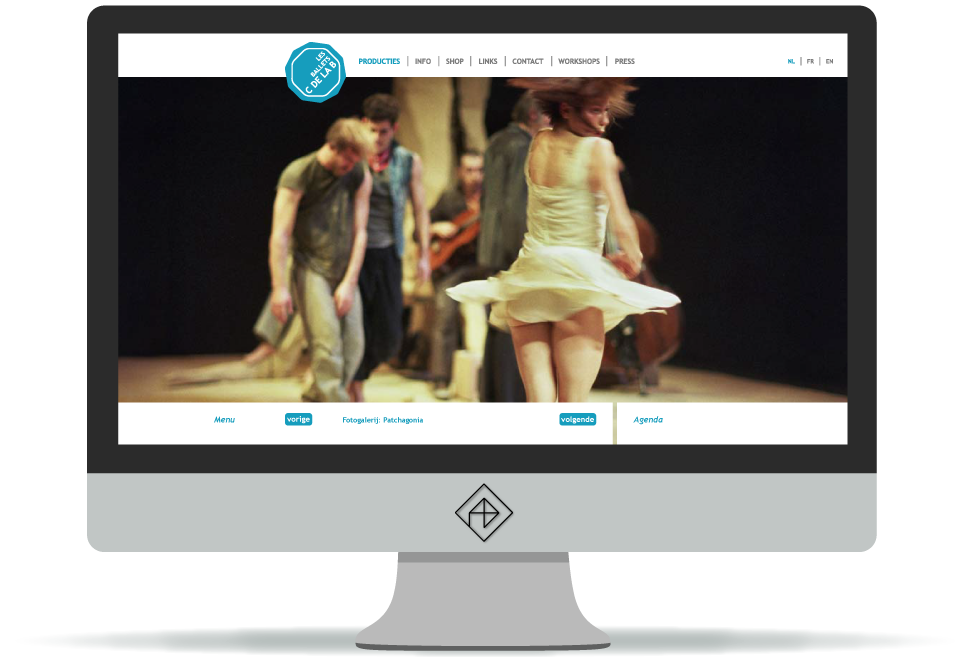 LES
BALLETS
C DE LA B
PRODUCTIES | INFO | SHOP | LINKS | CONTACT | WORKSHOPS | PRESS
NL | FR | EN
Menu
vorige
Fotogalerij: Patchagonia
volgende
Agenda